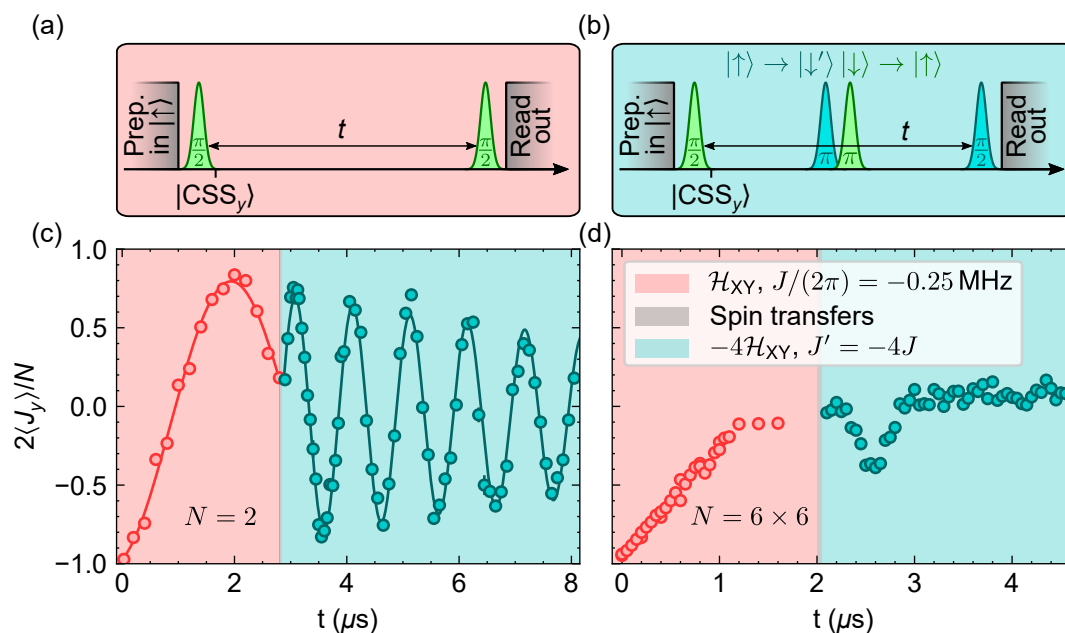 (a)
Prep.
in |↑⟩
π/2
t
π/2
Read
out
|CSS_y⟩
(b)
|↑⟩ → |↓′⟩ |↓⟩ → |↑⟩
Prep.
in |↑⟩
π/2
π
π
t
π/2
Read
out
|CSS_y⟩
(c)
2⟨J_y⟩/N
1.0
0.5
0.0
−0.5
−1.0
N = 2
0 2 4 6 8
t (μs)
(d)
H_XY, J/(2π) = −0.25 MHz
Spin transfers
−4H_XY, J′ = −4J
N = 6 × 6
0 1 2 3 4
t (μs)